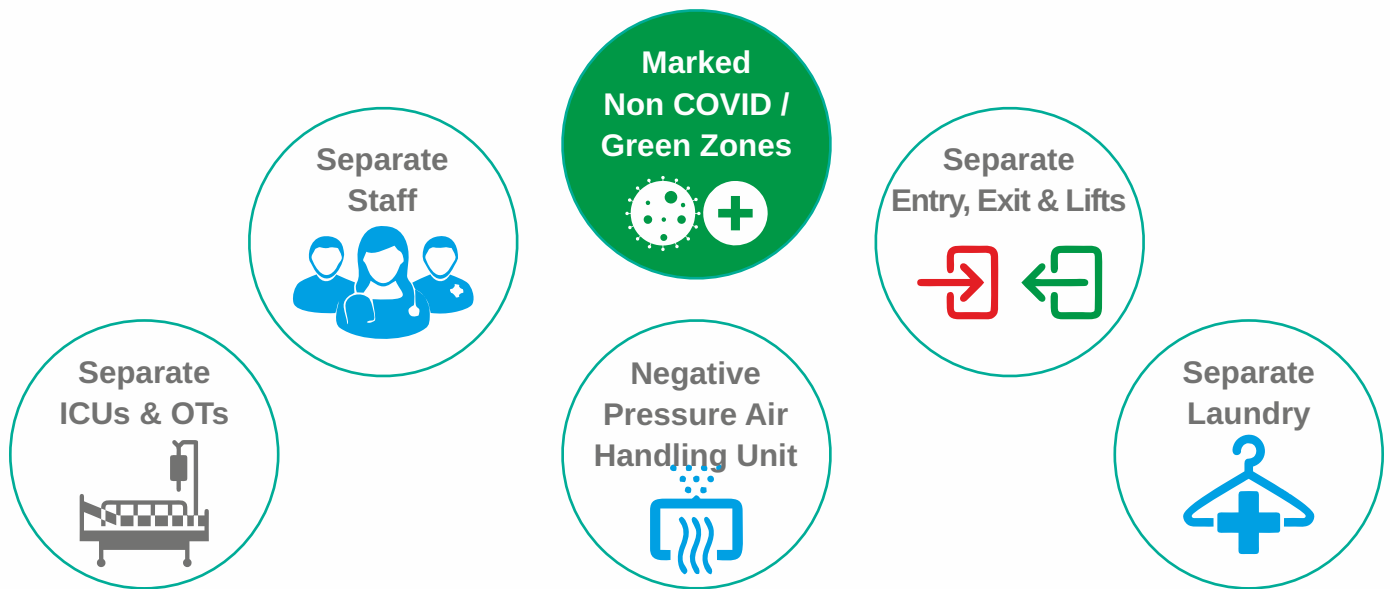 Marked
Non COVID /
Green Zones
Separate
Staff
Separate
Entry, Exit & Lifts
Separate
ICUs & OTs
Negative
Pressure Air
Handling Unit
Separate
Laundry